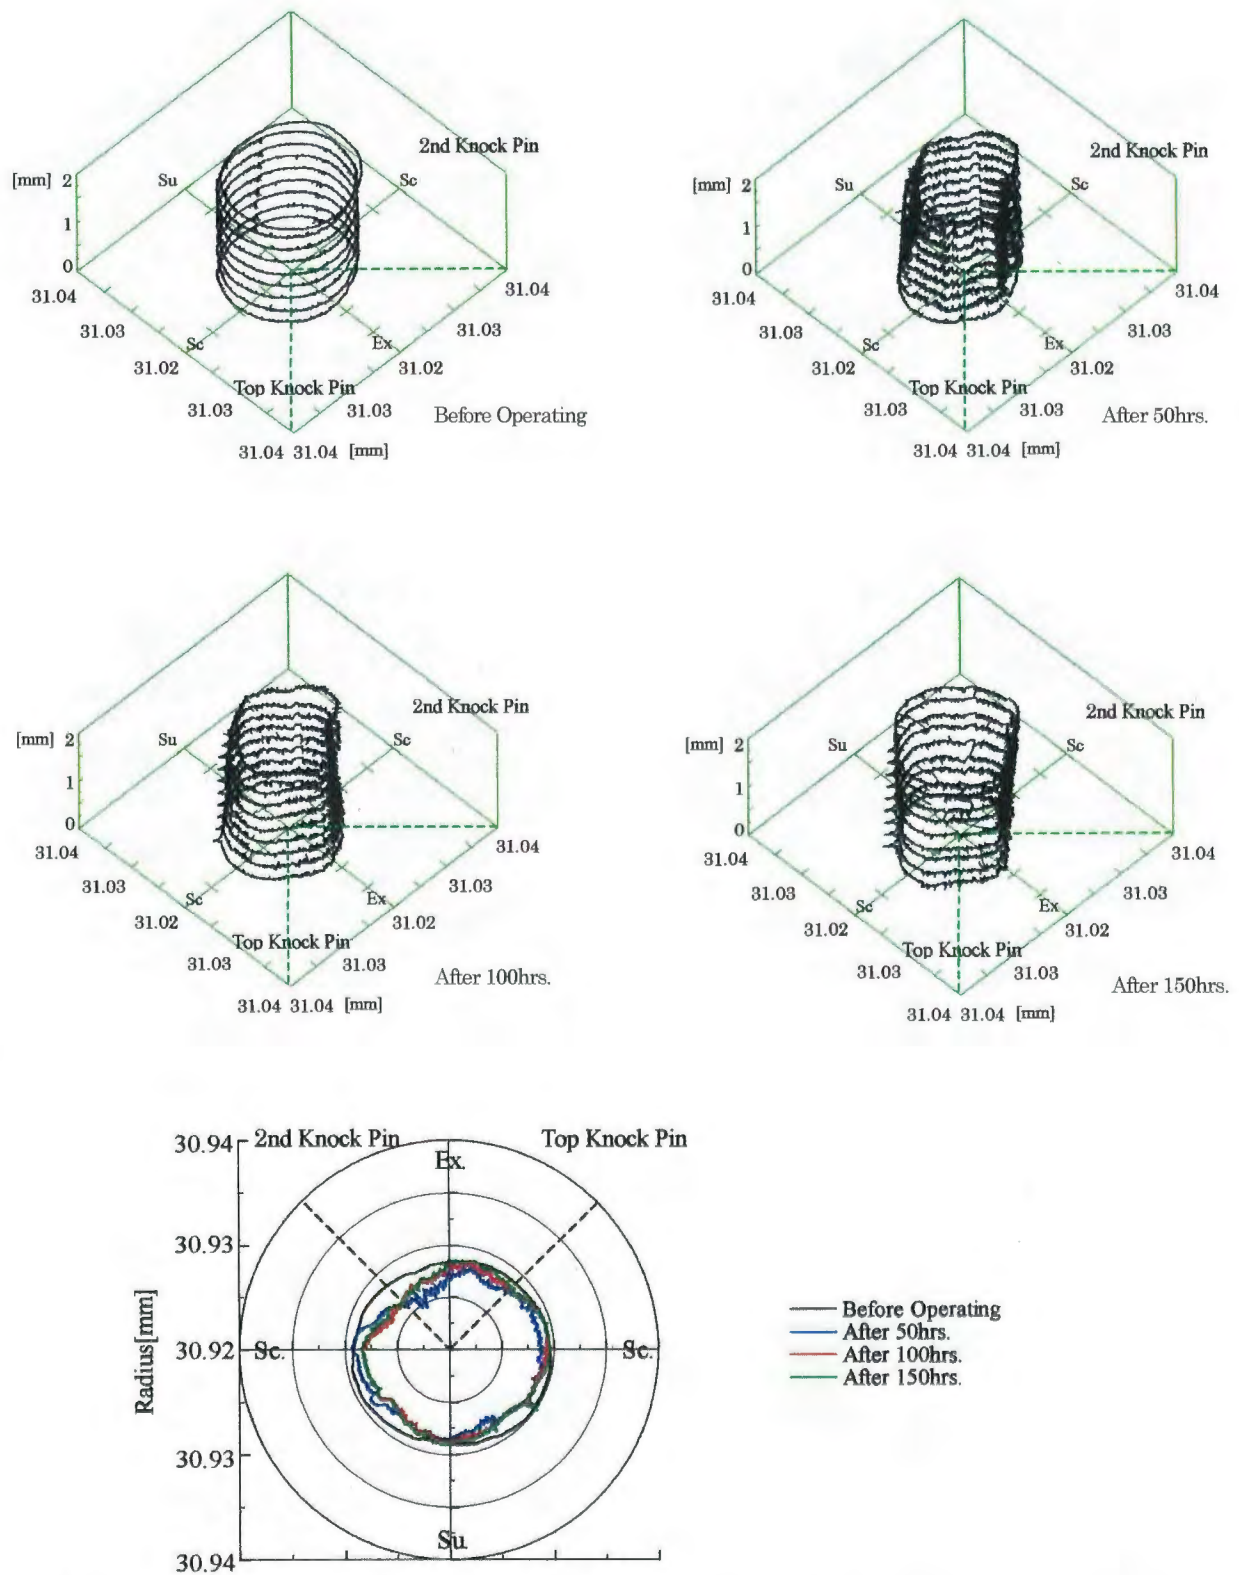 2nd Knock Pin
[mm] 2
Su
Sc
1
0
31.04
31.04
31.03
31.03
Sc
Ex
31.02
31.02
Top Knock Pin
31.03
31.03
Before Operating
31.04 31.04 [mm]
2nd Knock Pin
[mm] 2
Su
Sc
1
0
31.04
31.04
31.03
31.03
Sc
Ex
31.02
31.02
Top Knock Pin
31.03
31.03
After 50hrs.
31.04 31.04 [mm]
2nd Knock Pin
[mm] 2
Su
Sc
1
0
31.04
31.04
31.03
31.03
Sc
Ex
31.02
31.02
Top Knock Pin
31.03
31.03
After 100hrs.
31.04 31.04 [mm]
2nd Knock Pin
[mm] 2
Su
Sc
1
0
31.04
31.04
31.03
31.03
Sc
Ex
31.02
31.02
Top Knock Pin
31.03
31.03
After 150hrs.
31.04 31.04 [mm]
30.94
2nd Knock Pin
Top Knock Pin
Ex.
30.93
Radius[mm]
30.92
Sc.
Sc.
30.93
Su.
30.94
Before Operating
After 50hrs.
After 100hrs.
After 150hrs.